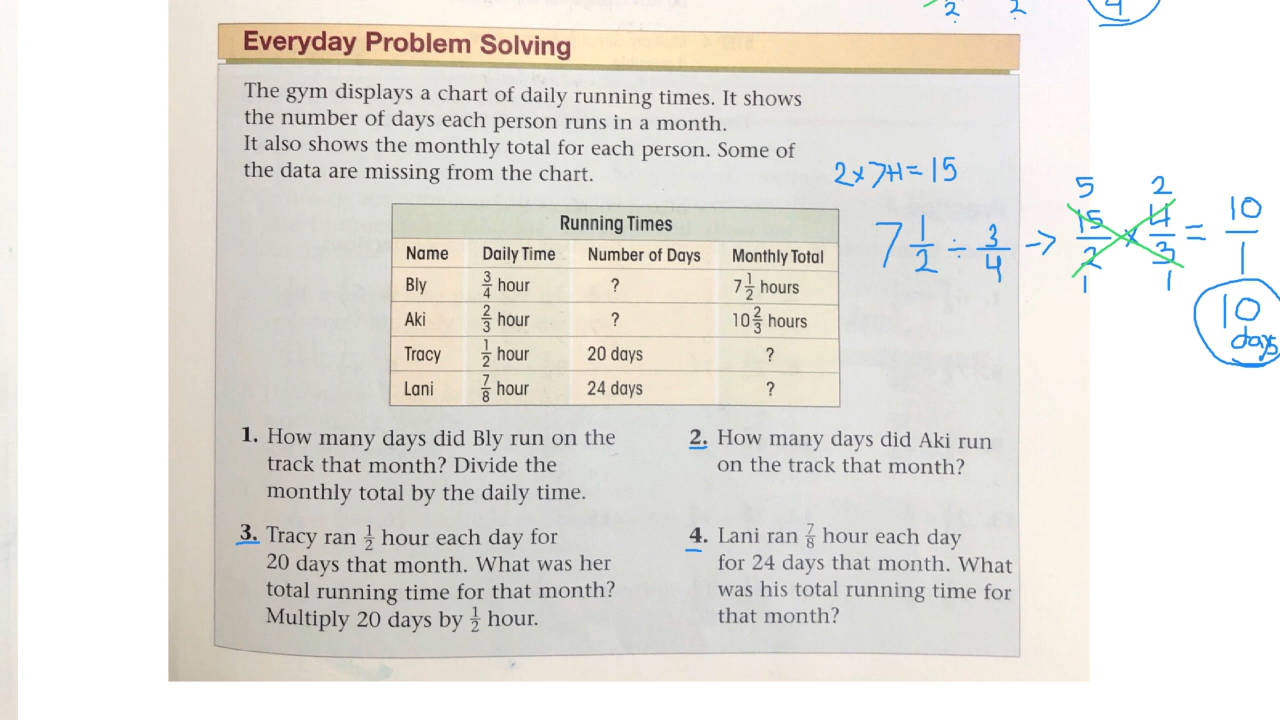 2 2 4
Everyday Problem Solving
The gym displays a chart of daily running times. It shows
the number of days each person runs in a month.
It also shows the monthly total for each person. Some of
the data are missing from the chart.
2×7+1=15
7 1/2 ÷ 3/4 → 15/2 × 4/3 = 10/1
5 2
1 1
10
days
Running Times
Name Daily Time Number of Days Monthly Total
Bly 3/4 hour ? 7 1/2 hours
Aki 2/3 hour ? 10 2/3 hours
Tracy 1/2 hour 20 days ?
Lani 7/8 hour 24 days ?
1. How many days did Bly run on the
track that month? Divide the
monthly total by the daily time.
2. How many days did Aki run
on the track that month?
3. Tracy ran 1/2 hour each day for
20 days that month. What was her
total running time for that month?
Multiply 20 days by 1/2 hour.
4. Lani ran 7/8 hour each day
for 24 days that month. What
was his total running time for
that month?